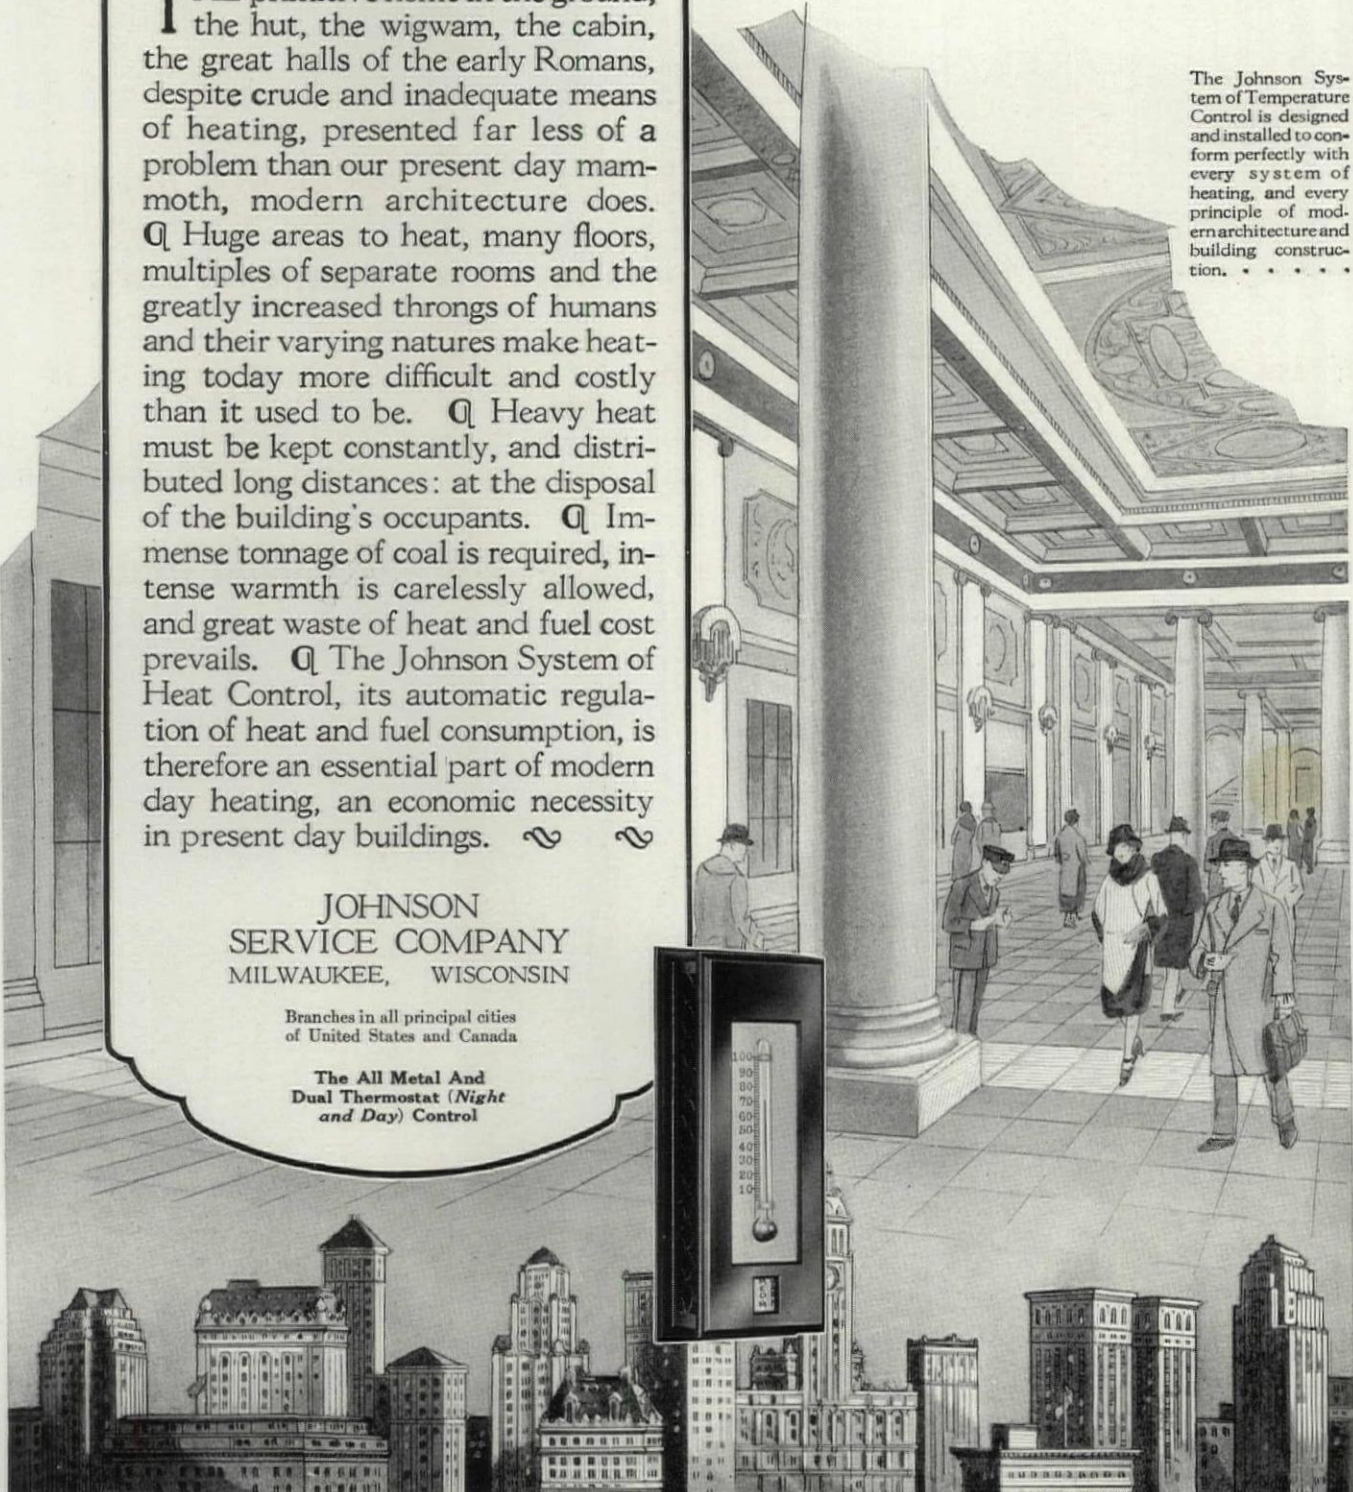 the hut, the wigwam, the cabin,
the great halls of the early Romans,
despite crude and inadequate means
of heating, presented far less of a
problem than our present day mam-
moth, modern architecture does.
¶ Huge areas to heat, many floors,
multiples of separate rooms and the
greatly increased throngs of humans
and their varying natures make heat-
ing today more difficult and costly
than it used to be. ¶ Heavy heat
must be kept constantly, and distri-
buted long distances: at the disposal
of the building's occupants. ¶ Im-
mense tonnage of coal is required, in-
tense warmth is carelessly allowed,
and great waste of heat and fuel cost
prevails. ¶ The Johnson System of
Heat Control, its automatic regula-
tion of heat and fuel consumption, is
therefore an essential part of modern
day heating, an economic necessity
in present day buildings.
JOHNSON
SERVICE COMPANY
MILWAUKEE, WISCONSIN
Branches in all principal cities
of United States and Canada
The All Metal And
Dual Thermostat (Night
and Day) Control
The Johnson Sys-
tem of Temperature
Control is designed
and installed to con-
form perfectly with
every system of
heating, and every
principle of mod-
ern architecture and
building construc-
tion. . . . . .
100
90
80
70
60
50
40
30
20
10